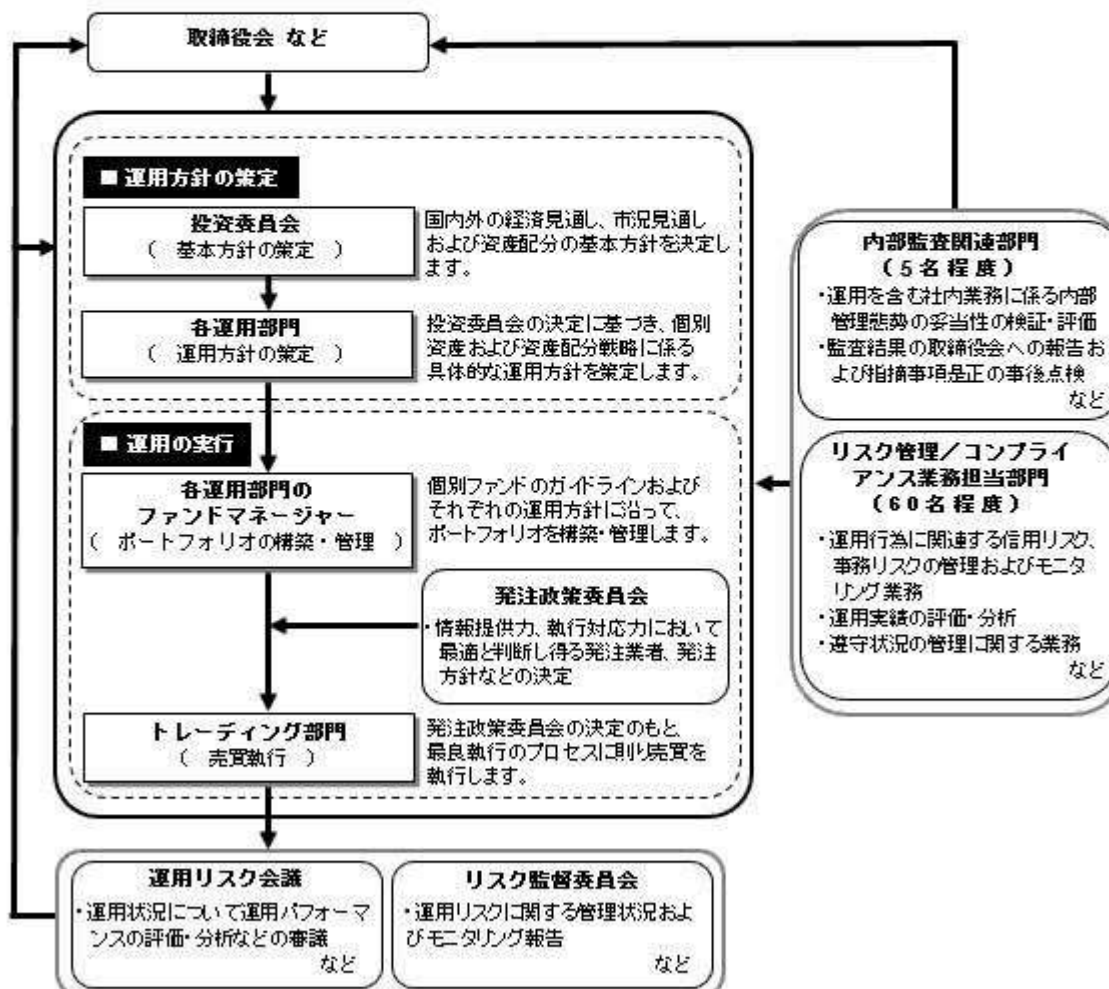 取締役会 など
■ 運用方針の策定
投資委員会
（ 基本方針の策定 ）
国内外の経済見通し、市況見通し
および資産配分の基本方針を決定し
ます。
各運用部門
（ 運用方針の策定 ）
投資委員会の決定に基づき、個別
資産および資産配分戦略に係る
具体的な運用方針を策定します。
■ 運用の実行
各運用部門の
ファンドマネージャー
（ ポートフォリオの構築・管理 ）
個別ファンドのガイドラインおよび
それぞれの運用方針に沿って、
ポートフォリオを構築・管理します。
発注政策委員会
・情報提供力、執行対応力において
最適と判断し得る発注業者、発注
方針などの決定
トレーディング部門
（ 売買執行 ）
発注政策委員会の決定のもと、
最良執行のプロセスに則り売買を
執行します。
運用リスク会議
・運用状況について運用パフォーマ
ンスの評価・分析などの審議
など
リスク監督委員会
・運用リスクに関する管理状況およ
びモニタリング報告
など
内部監査関連部門
（５名程度）
・運用を含む社内業務に係る内部
管理態勢の妥当性の検証・評価
・監査結果の取締役会への報告お
よび指摘事項是正の事後点検
など
リスク管理／コンプライ
アンス業務担当部門
（６０名程度）
・運用行為に関連する信用リスク、
事務リスクの管理およびモニタ
リング業務
・運用実績の評価・分析
・遵守状況の管理に関する業務
など